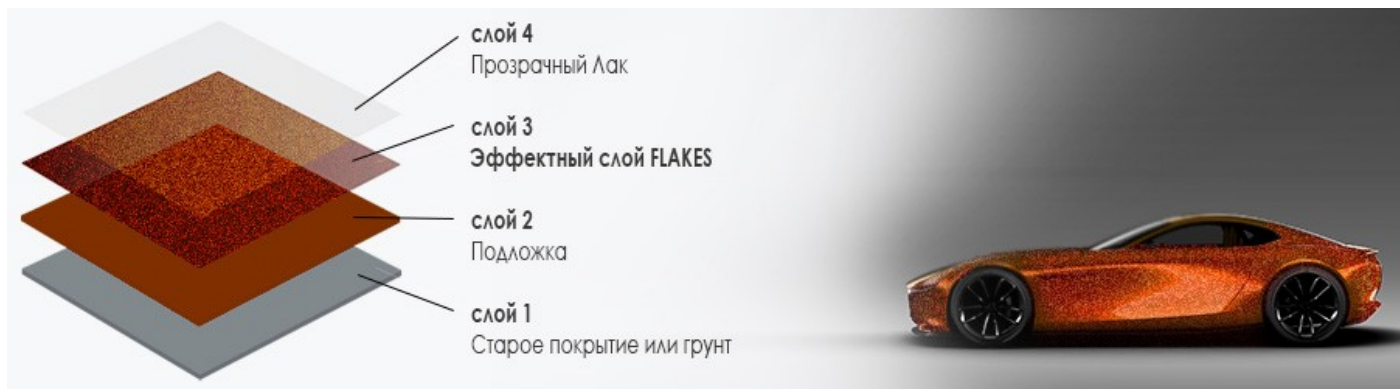 слой 4
Прозрачный Лак
слой 3
Эффектный слой FLAKES
слой 2
Подложка
слой 1
Старое покрытие или грунт